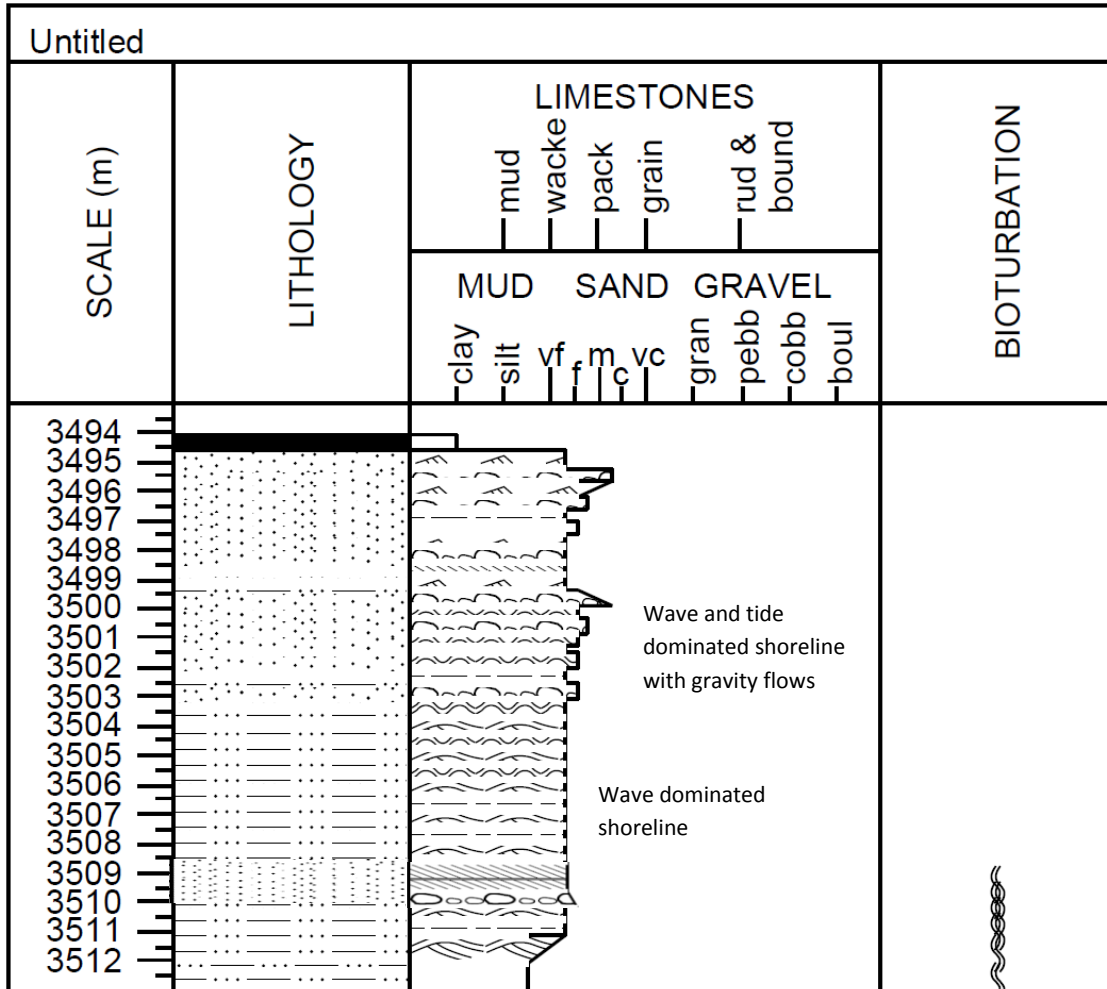 Untitled
SCALE (m)
LITHOLOGY
LIMESTONES
mud
wacke
pack
grain
rud &
bound
MUD SAND GRAVEL
clay
silt
vf
f
m
c
vc
gran
pebb
cobb
boul
BIOTURBATION
3494
3495
3496
3497
3498
3499
3500
3501
3502
3503
3504
3505
3506
3507
3508
3509
3510
3511
3512
Wave and tide
dominated shoreline
with gravity flows
Wave dominated
shoreline